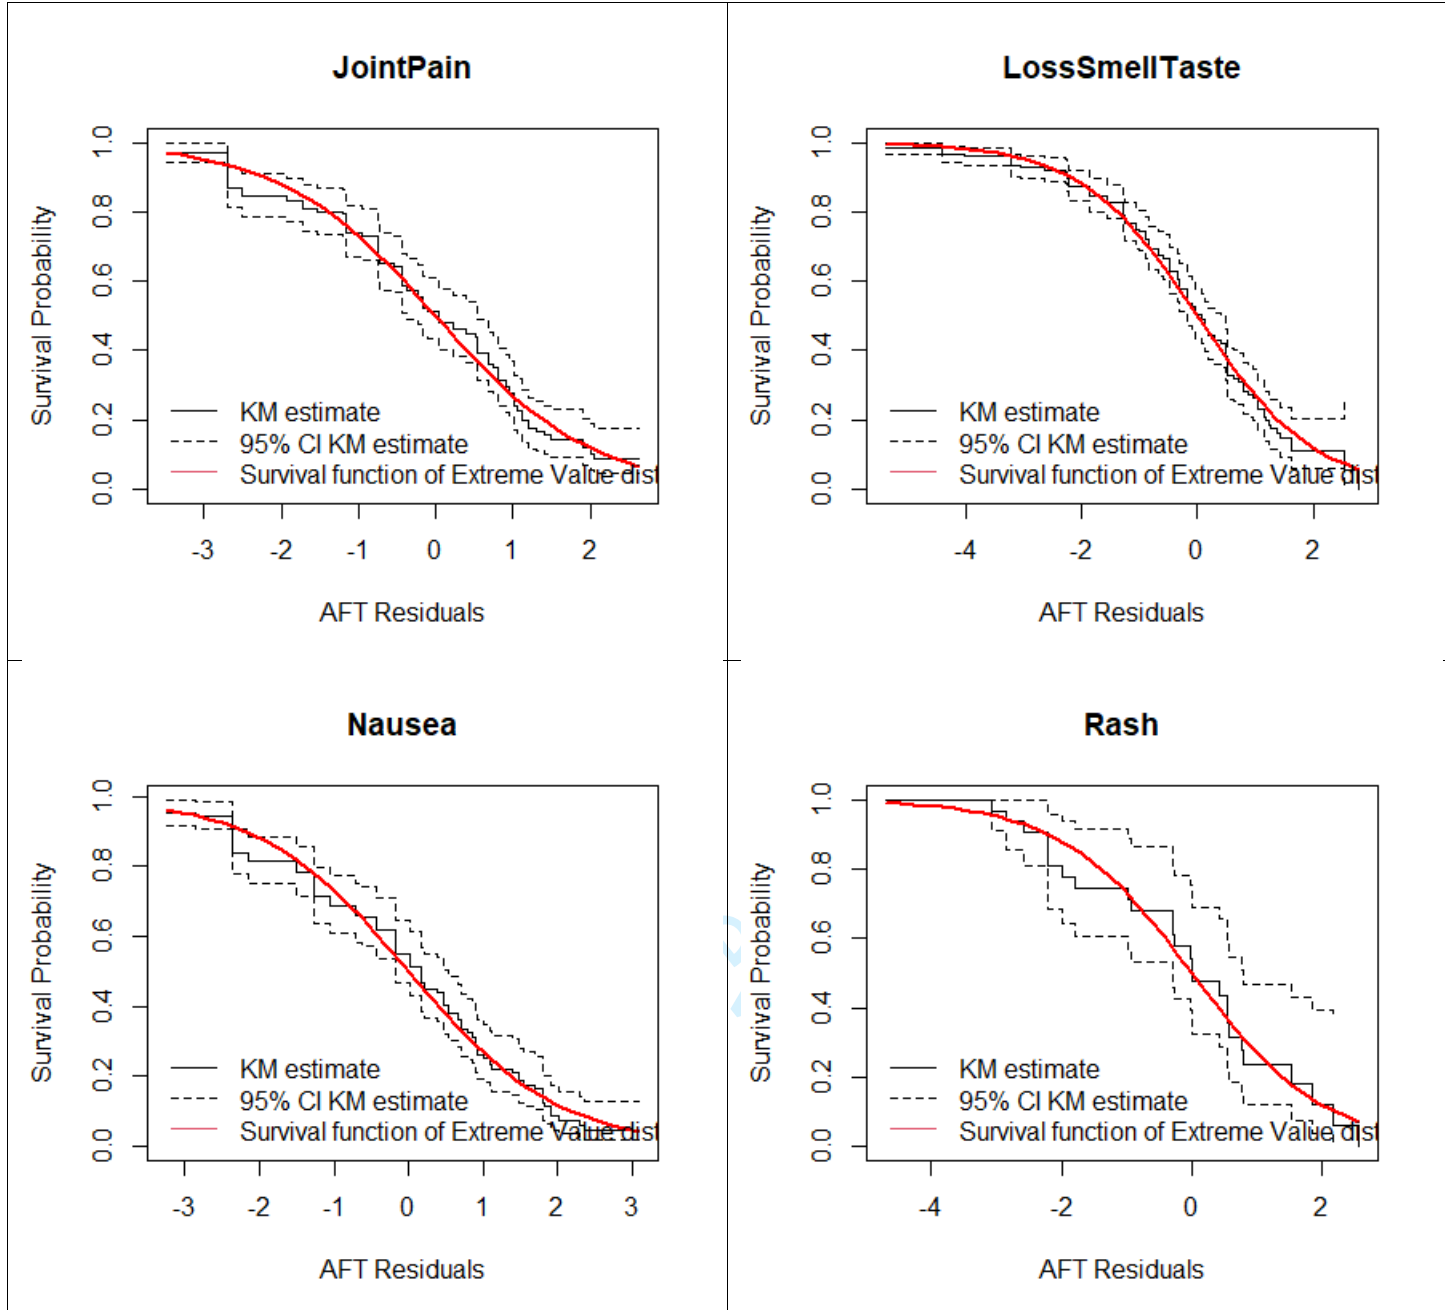 JointPain
Survival Probability
1.0
0.8
0.6
0.4
0.2
0.0
KM estimate
95% CI KM estimate
Survival function of Extreme Value dist
-3 -2 -1 0 1 2
AFT Residuals
LossSmellTaste
Survival Probability
1.0
0.8
0.6
0.4
0.2
0.0
KM estimate
95% CI KM estimate
Survival function of Extreme Value dist
-4 -2 0 2
AFT Residuals
Nausea
Survival Probability
1.0
0.8
0.6
0.4
0.2
0.0
KM estimate
95% CI KM estimate
Survival function of Extreme Value dist
-3 -2 -1 0 1 2 3
AFT Residuals
Rash
Survival Probability
1.0
0.8
0.6
0.4
0.2
0.0
KM estimate
95% CI KM estimate
Survival function of Extreme Value dist
-4 -2 0 2
AFT Residuals